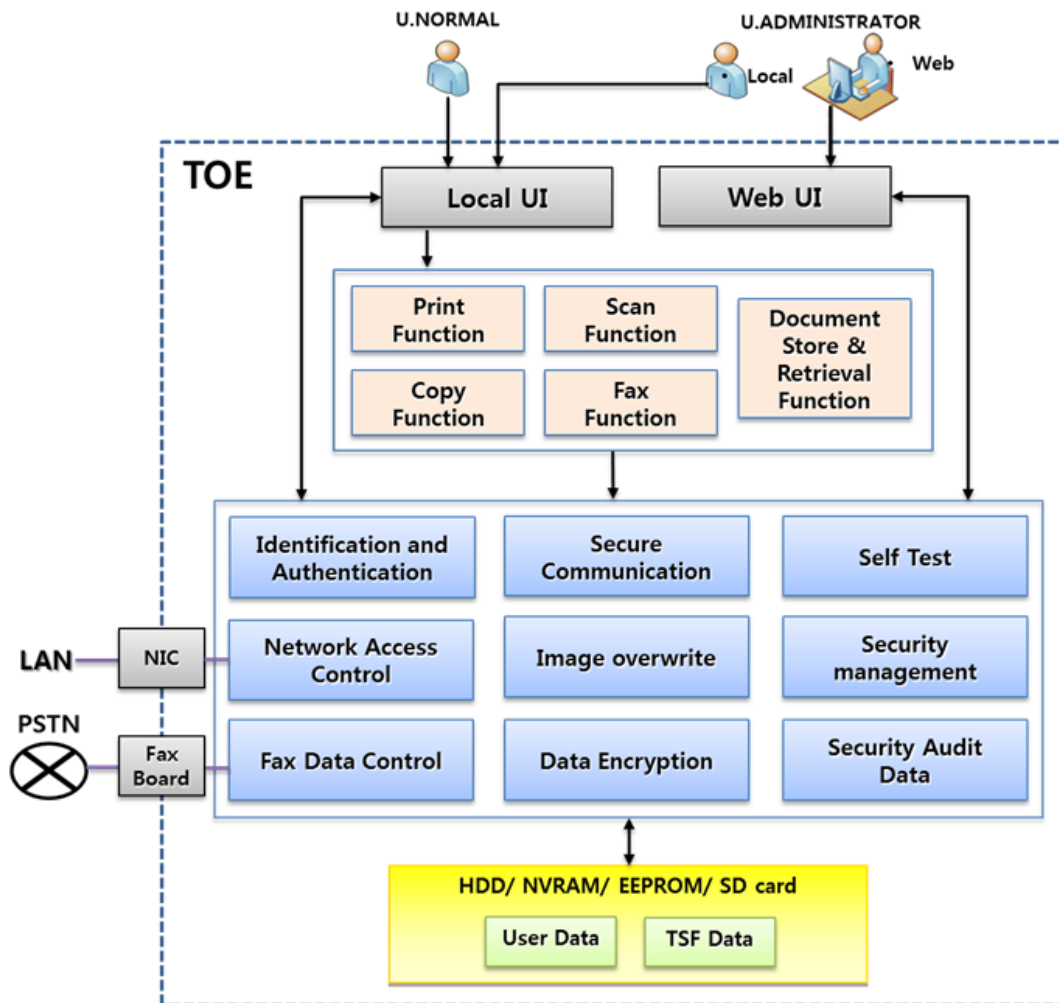 U.NORMAL
U.ADMINISTRATOR
Local
Web
TOE
Local UI
Web UI
Print
Function
Scan
Function
Document
Store &
Retrieval
Function
Copy
Function
Fax
Function
Identification and
Authentication
Secure
Communication
Self Test
LAN
NIC
Network Access
Control
Image overwrite
Security
management
PSTN
Fax
Board
Fax Data Control
Data Encryption
Security Audit
Data
HDD/ NVRAM/ EEPROM/ SD card
User Data
TSF Data